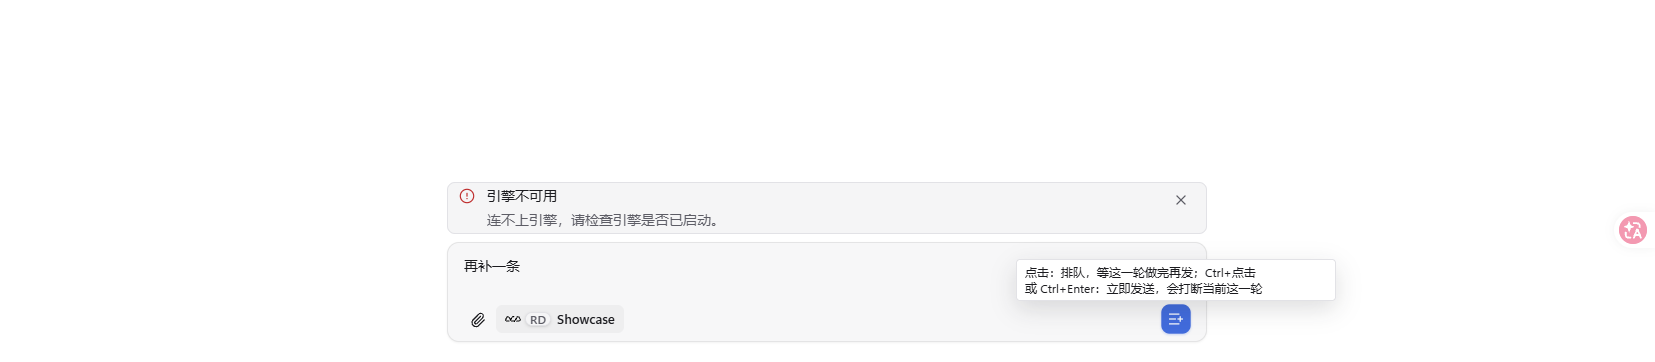 引擎不可用
连不上引擎，请检查引擎是否已启动。
再补一条
点击：排队，等这一轮做完再发；Ctrl+点击
或 Ctrl+Enter：立即发送，会打断当前这一轮
RD Showcase